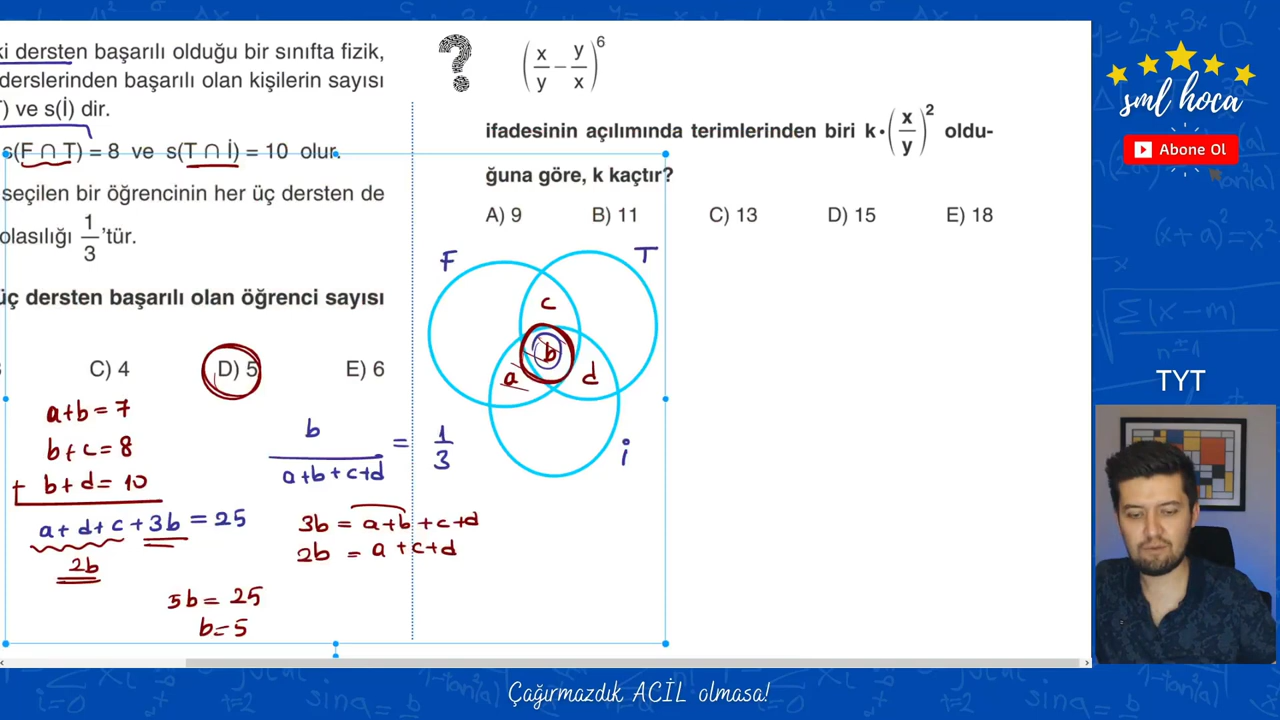 ki dersten başarılı olduğu bir sınıfta fizik,
derslerinden başarılı olan kişilerin sayısı
ve s(İ) dir.
s(F ∩ T) = 8 ve s(T ∩ İ) = 10 olur.
seçilen bir öğrencinin her üç dersten de
olasılığı 1/3 'tür.
üç dersten başarılı olan öğrenci sayısı
C) 4 D) 5 E) 6
a+b = 7
b+c = 8
+ b+d = 10
a+d+c+3b = 25
2b
5b = 25
b=5
b/(a+b+c+d) = 1/3
3b = a+b+c+d
2b = a+c+d
?
(x/y − y/x)^6
ifadesinin açılımında terimlerinden biri k·(x/y)^2 oldu-
ğuna göre, k kaçtır?
A) 9 B) 11 C) 13 D) 15 E) 18
F
T
c
b
a
d
i
sml hoca
Abone Ol
TYT
Çağırmazdık ACİL olmasa!